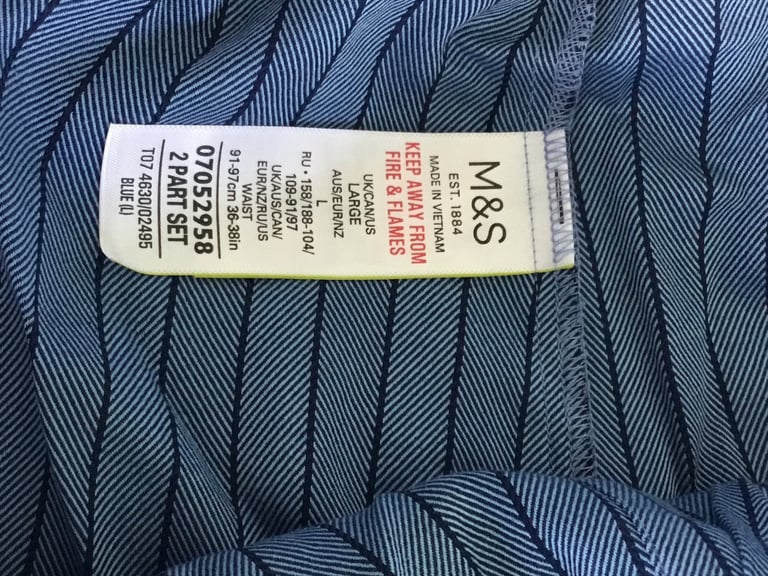 M&S
EST. 1884
MADE IN VIETNAM
KEEP AWAY FROM
FIRE & FLAMES
UK/CAN/US
LARGE
AUS/EUR/NZ
L
RU • 158/188-104/
109-91/97
UK/AUS/CAN/
EUR/NZ/RU/US
WAIST
91-97cm 36-38in
07052958
2 PART SET
T07 4630/02495
BLUE (L)